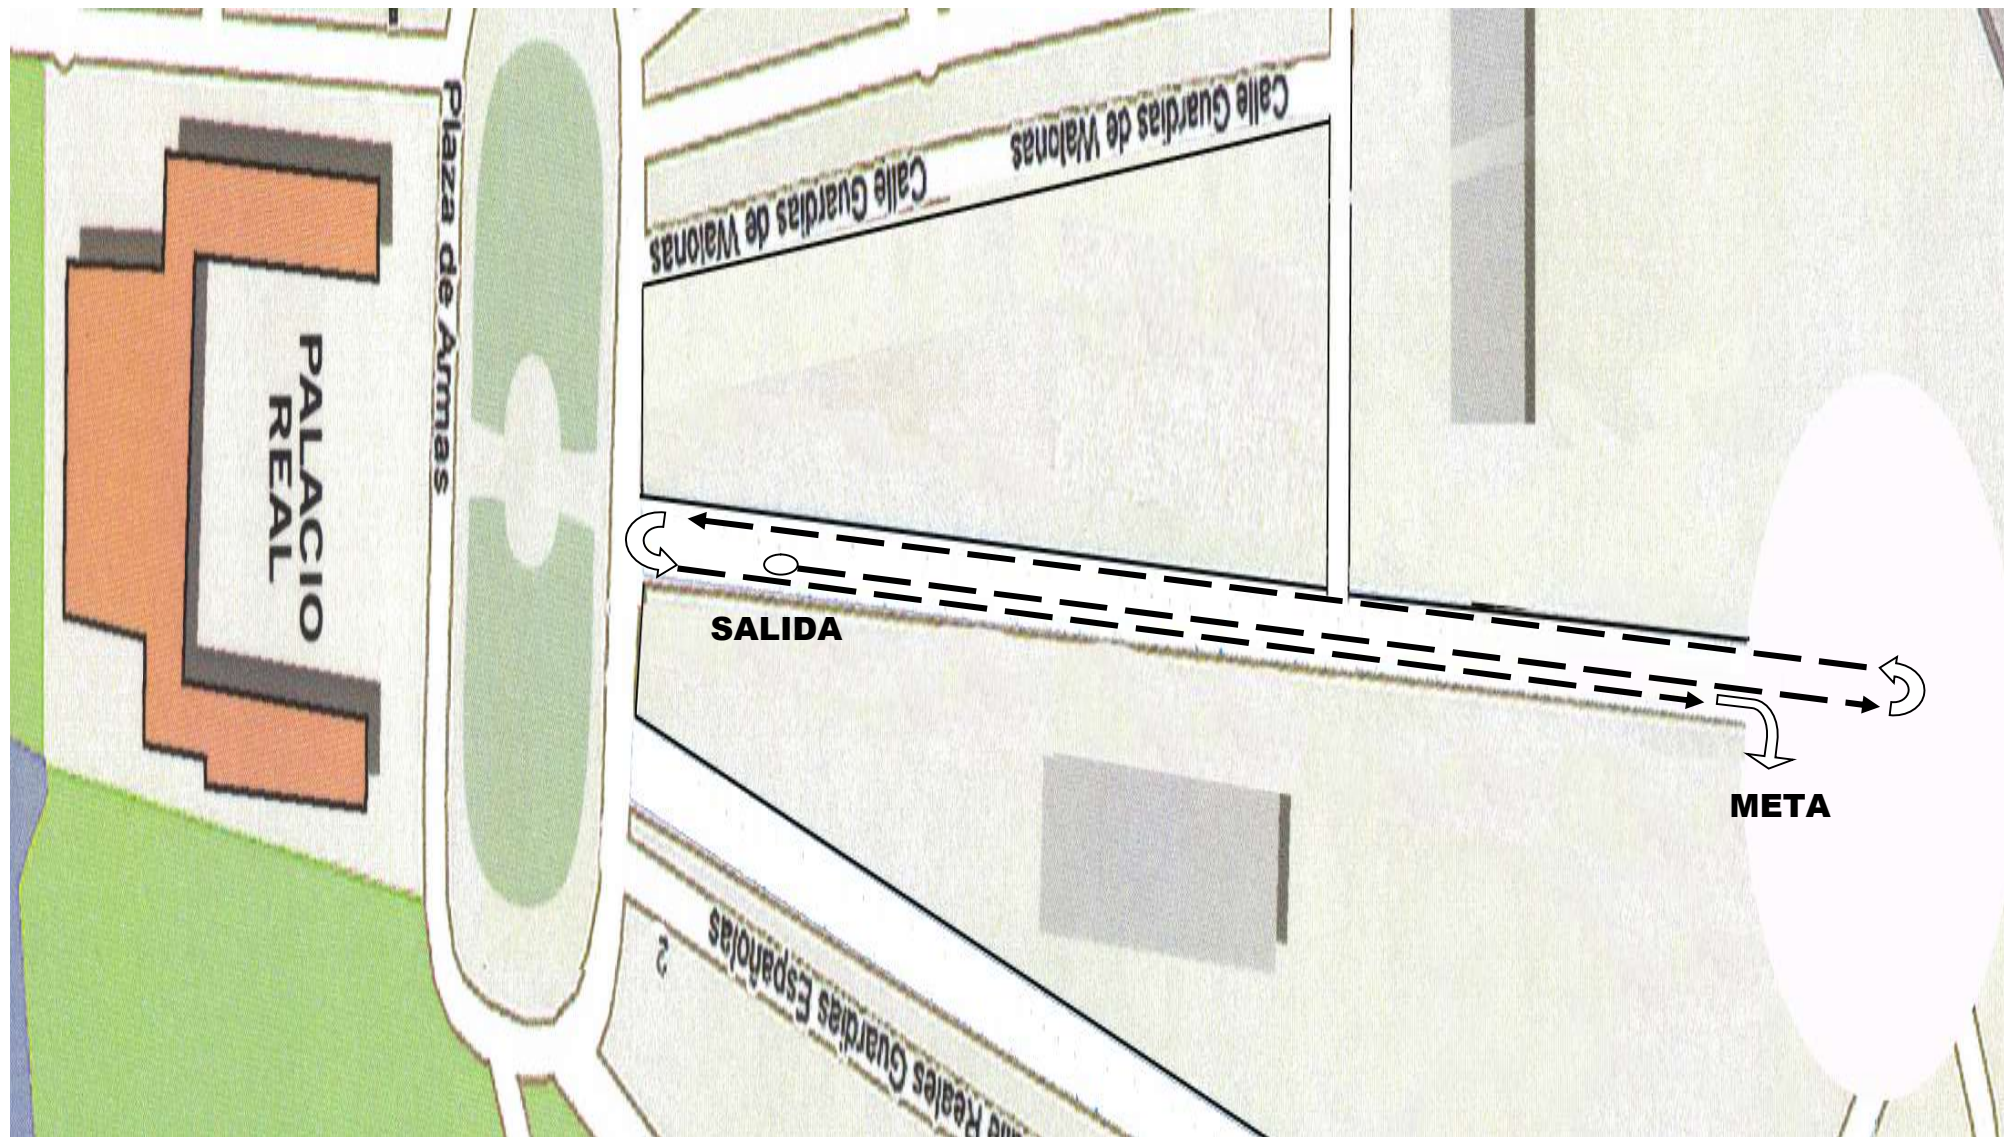 Plaza de Armas
PALACIO
REAL
Calle Guardias de Walonas
Calle Guardias de Walonas
SALIDA
META
2
Reales Guardias Españolas